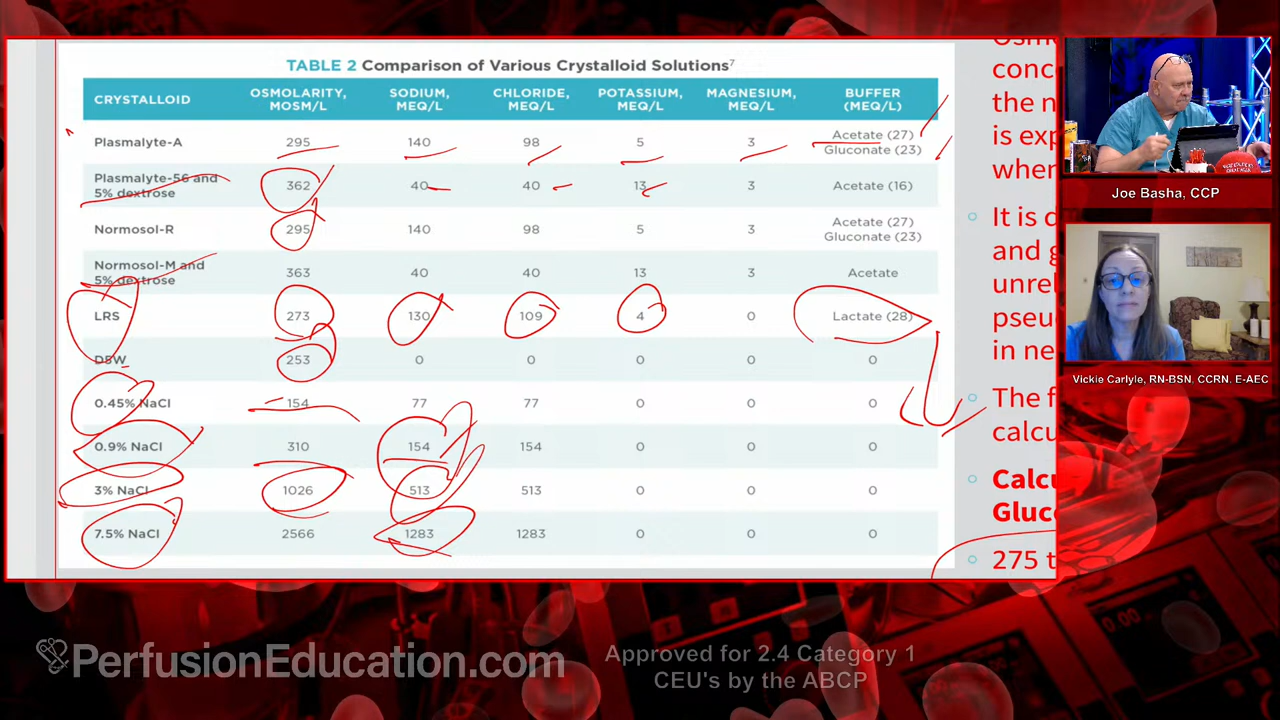 TABLE 2 Comparison of Various Crystalloid Solutions7
CRYSTALLOID OSMOLARITY, MOSM/L SODIUM, MEQ/L CHLORIDE, MEQ/L POTASSIUM, MEQ/L MAGNESIUM, MEQ/L BUFFER (MEQ/L)
Plasmalyte-A 295 140 98 5 3 Acetate (27) Gluconate (23)
Plasmalyte-56 and 5% dextrose 362 40 40 13 3 Acetate (16)
Normosol-R 295 140 98 5 3 Acetate (27) Gluconate (23)
Normosol-M and 5% dextrose 363 40 40 13 3 Acetate
LRS 273 130 109 4 0 Lactate (28)
D5W 253 0 0 0 0 0
0.45% NaCl 154 77 77 0 0 0
0.9% NaCl 310 154 154 0 0 0
3% NaCl 1026 513 513 0 0 0
7.5% NaCl 2566 1283 1283 0 0 0
conc
the n
is exp
when
It is d
and g
unrel
pseu
in ne
The f
calcu
Calcu
Gluco
275 t
Joe Basha, CCP
Vickie Carlyle, RN-BSN, CCRN, E-AEC
PerfusionEducation.com
Approved for 2.4 Category 1
CEU's by the ABCP